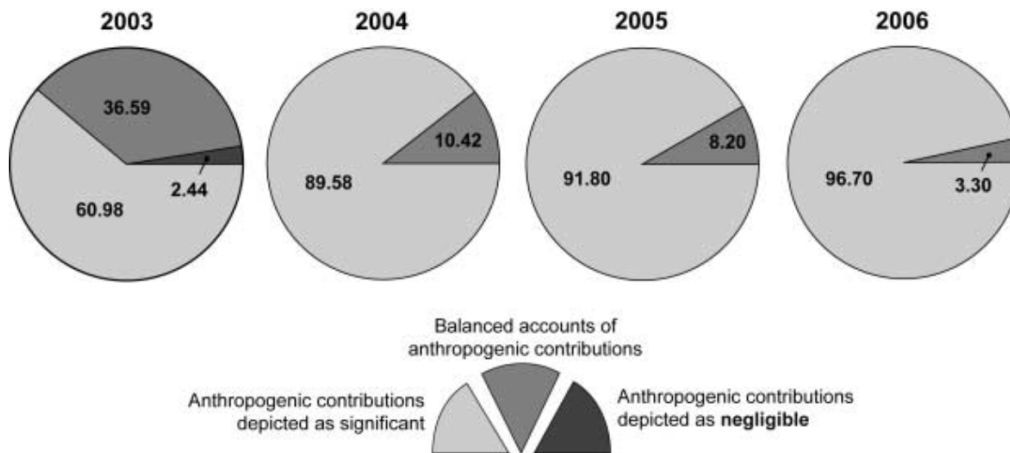 2003
2004
2005
2006
36.59
2.44
60.98
10.42
89.58
8.20
91.80
3.30
96.70
Balanced accounts of
anthropogenic contributions
Anthropogenic contributions
depicted as significant
Anthropogenic contributions
depicted as negligible